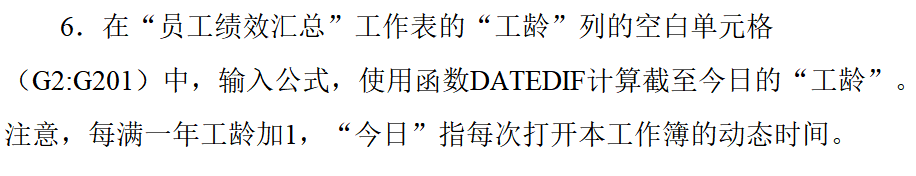 6．在“员工绩效汇总”工作表的“工龄”列的空白单元格
（G2:G201）中，输入公式，使用函数DATEDIF计算截至今日的“工龄”。
注意，每满一年工龄加1，“今日”指每次打开本工作簿的动态时间。